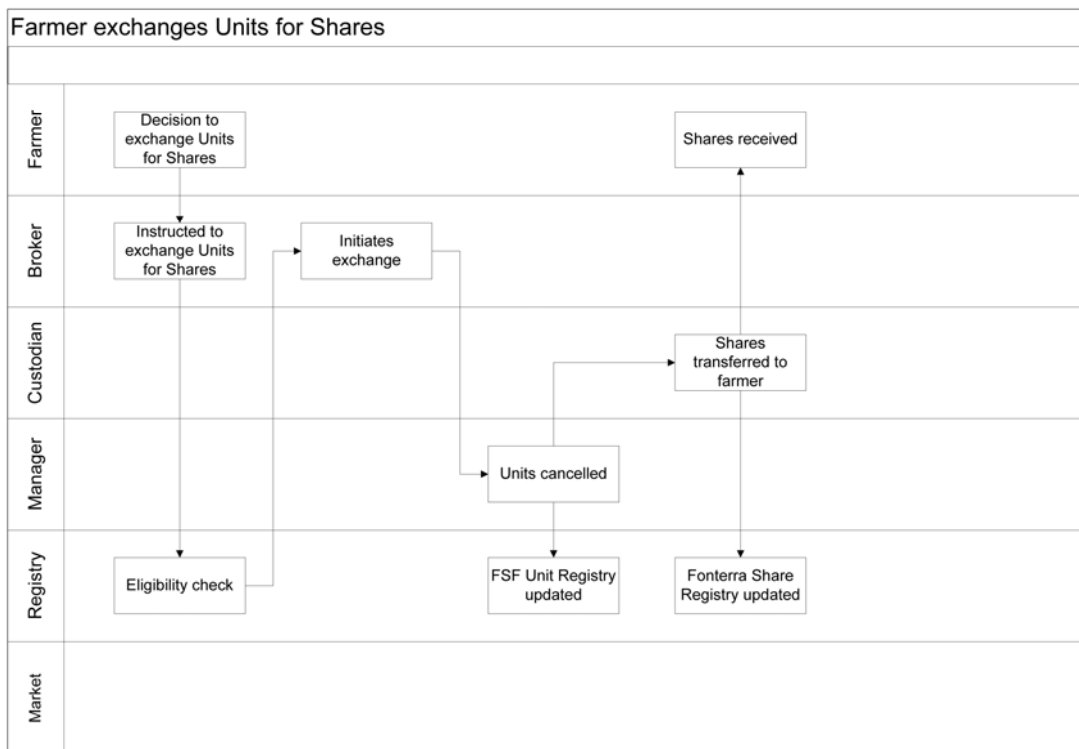 Farmer exchanges Units for Shares
Farmer
Decision to
exchange Units
for Shares
Shares received
Broker
Instructed to
exchange Units
for Shares
Initiates
exchange
Custodian
Shares
transferred to
farmer
Manager
Units cancelled
Registry
Eligibility check
FSF Unit Registry
updated
Fonterra Share
Registry updated
Market